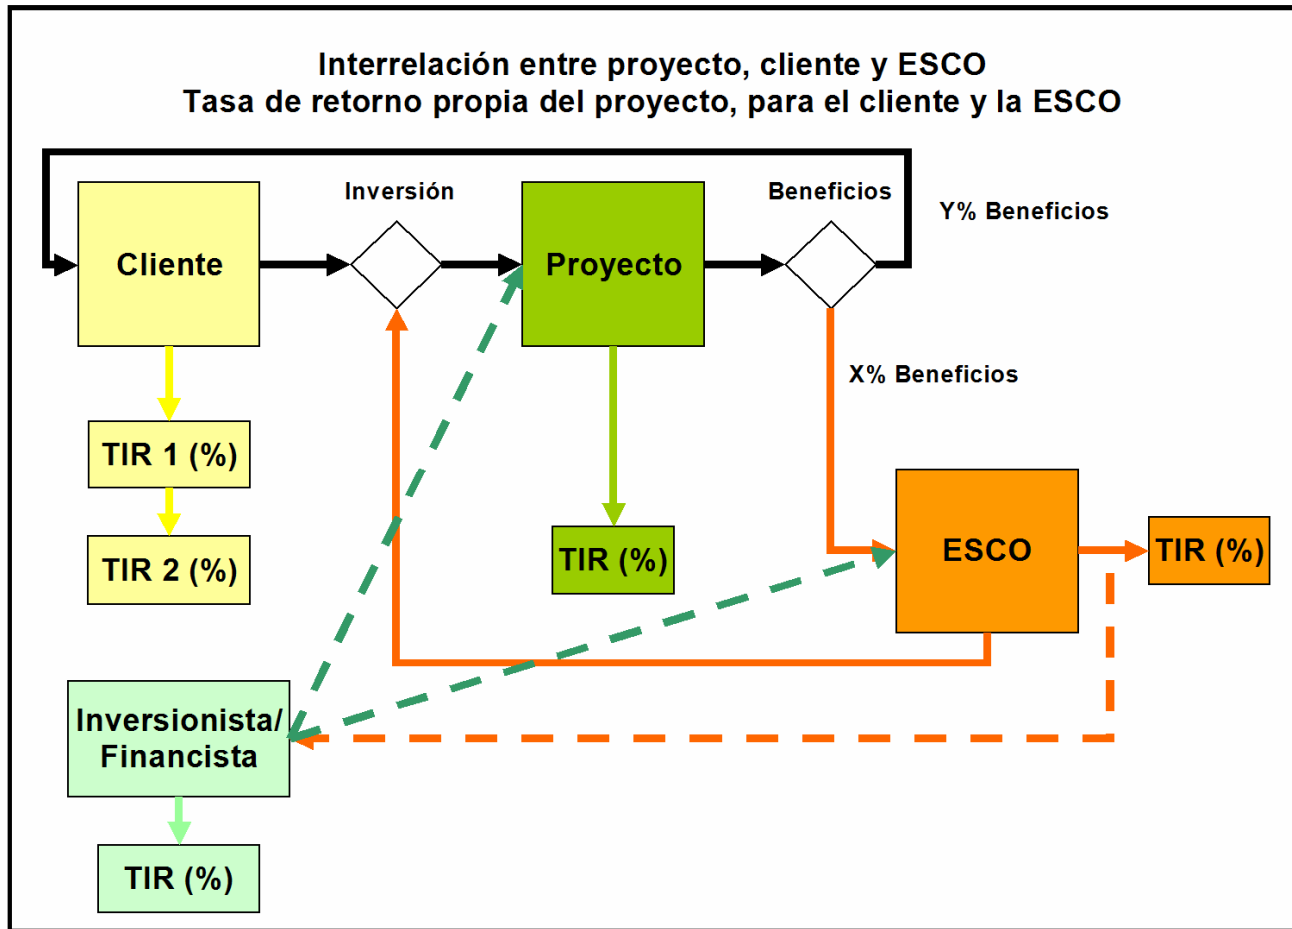 Interrelación entre proyecto, cliente y ESCO
Tasa de retorno propia del proyecto, para el cliente y la ESCO
Inversión
Beneficios
Y% Beneficios
Cliente
Proyecto
X% Beneficios
TIR 1 (%)
TIR 2 (%)
TIR (%)
ESCO
TIR (%)
Inversionista/
Financista
TIR (%)